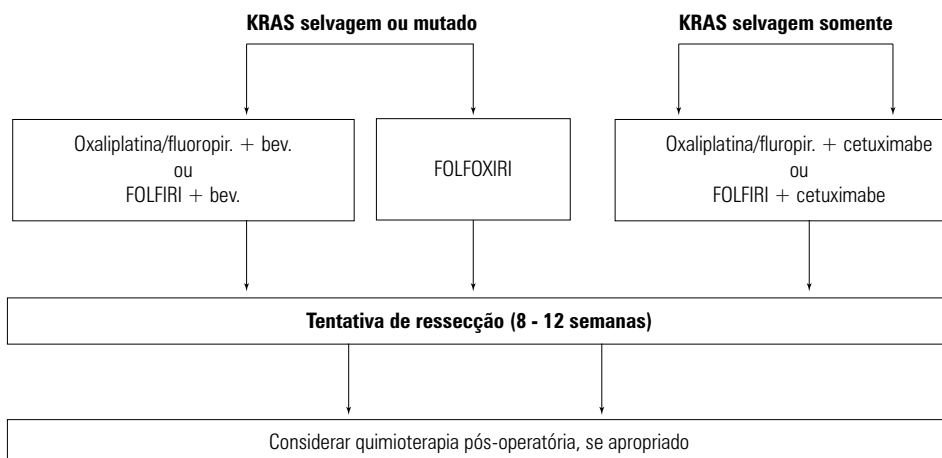 KRAS selvagem ou mutado
KRAS selvagem somente
Oxaliplatina/fluoropir. + bev.
ou
FOLFIRI + bev.
FOLFOXIRI
Oxaliplatina/fluropir. + cetuximabe
ou
FOLFIRI + cetuximabe
Tentativa de ressecção (8 - 12 semanas)
Considerar quimioterapia pós-operatória, se apropriado